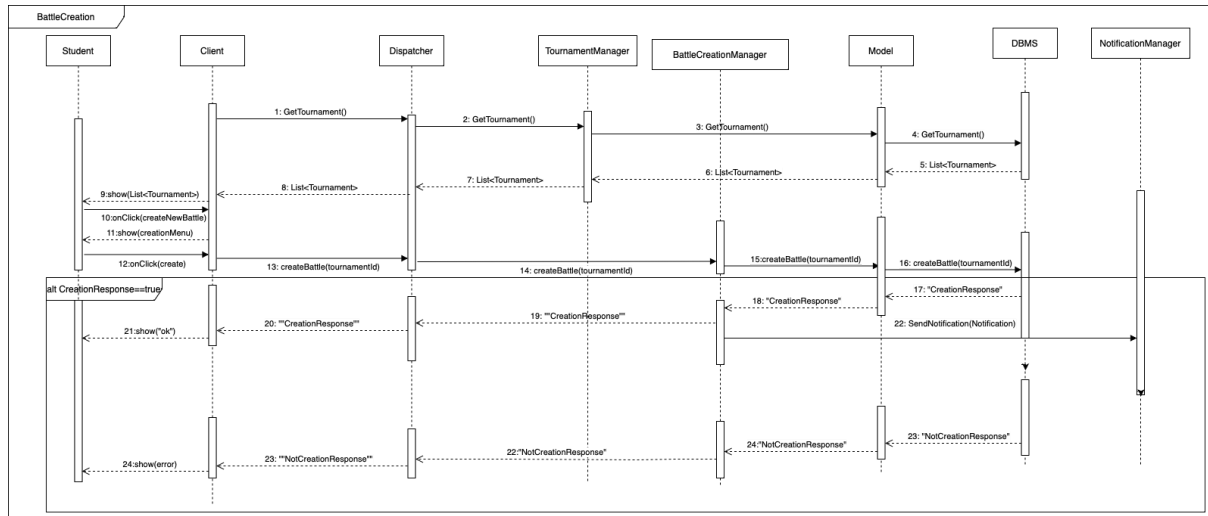 BattleCreation
Student
Client
Dispatcher
TournamentManager
BattleCreationManager
Model
DBMS
NotificationManager
1: GetTournament()
2: GetTournament()
3: GetTournament()
4: GetTournament()
5: List<Tournament>
6: List<Tournament>
7: List<Tournament>
8: List<Tournament>
9:show(List<Tournament>)
10:onClick(createNewBattle)
11:show(creationMenu)
12:onClick(create)
13: createBattle(tournamentId)
14: createBattle(tournamentId)
15:createBattle(tournamentId)
16: createBattle(tournamentId)
alt CreationResponse==true
17: "CreationResponse"
18: "CreationResponse"
19: ""CreationResponse""
20: ""CreationResponse""
21:show("ok")
22: SendNotification(Notification)
23: "NotCreationResponse"
24:"NotCreationResponse"
22:"NotCreationResponse"
23: ""NotCreationResponse""
24:show(error)